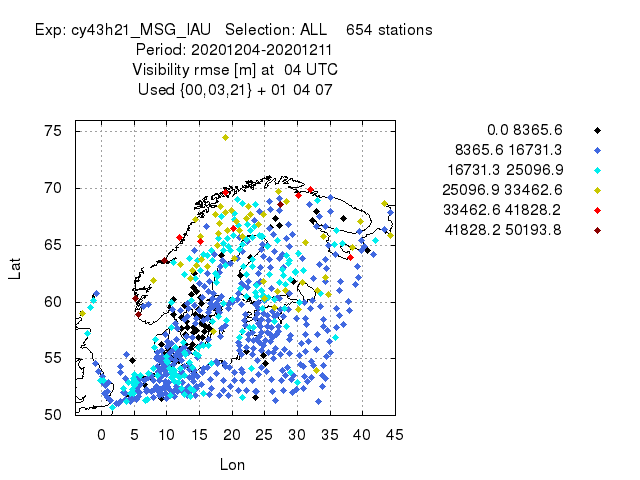 Exp: cy43h21_MSG_IAU   Selection: ALL    654 stations
Period: 20201204-20201211
Visibility rmse [m] at  04 UTC
Used {00,03,21} + 01 04 07
0.0 8365.6
8365.6 16731.3
16731.3 25096.9
25096.9 33462.6
33462.6 41828.2
41828.2 50193.8
75
70
65
60
55
50
Lat
0 5 10 15 20 25 30 35 40 45
Lon